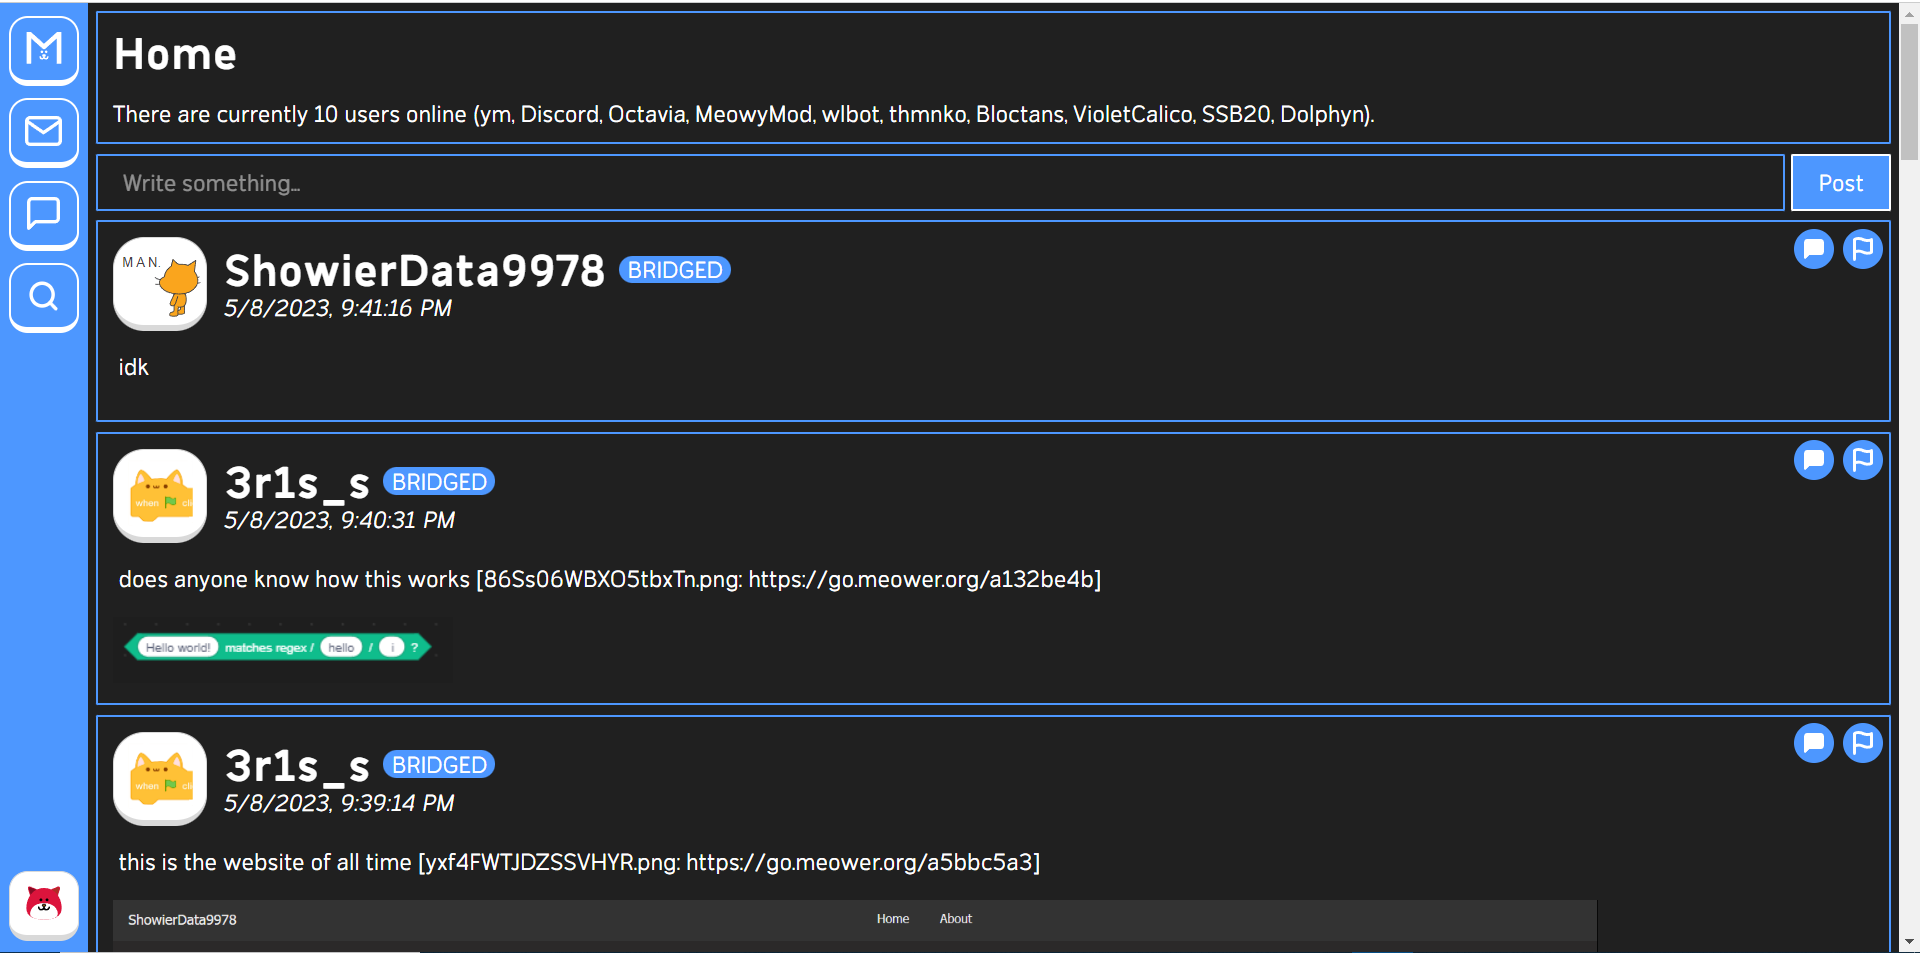 Home
There are currently 10 users online (ym, Discord, Octavia, MeowyMod, wlbot, thmnko, Bloctans, VioletCalico, SSB20, Dolphyn).
Write something...
Post
M A N.
ShowierData9978 BRIDGED
5/8/2023, 9:41:16 PM
idk
when cli
3r1s_s BRIDGED
5/8/2023, 9:40:31 PM
does anyone know how this works [86Ss06WBXO5tbxTn.png: https://go.meower.org/a132be4b]
Hello world! matches regex / hello / i ?
when cli
3r1s_s BRIDGED
5/8/2023, 9:39:14 PM
this is the website of all time [yxf4FWTJDZSSVHYR.png: https://go.meower.org/a5bbc5a3]
ShowierData9978 Home About